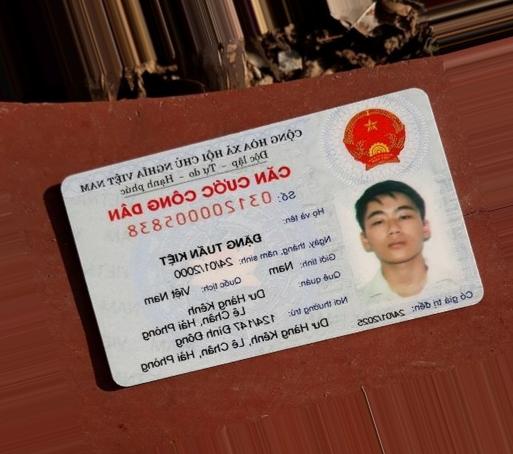 CỘNG HÒA XÃ HỘI CHỦ NGHĨA VIỆT NAM
Độc lập - Tự do - Hạnh phúc
CĂN CƯỚC CÔNG DÂN
Số: 031200005838
Họ và tên:
ĐẶNG TUẤN KIỆT
Ngày, tháng, năm sinh: 24/01/2000
Giới tính: Nam Quốc tịch: Việt Nam
Quê quán: Dư Hàng Kênh
Lê Chân, Hải Phòng
Nơi thường trú: 124/147 Đình Đông
Dư Hàng Kênh, Lê Chân, Hải Phòng
Có giá trị đến: 24/01/2025